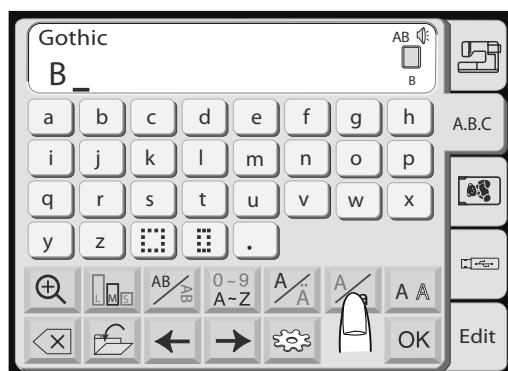 Gothic
AB
B_
B
a b c d e f g h
A.B.C
i j k l m n o p
q r s t u v w x
y z .
L M S
AB/AB
0~9
A~Z
A/Ä
A/a
A A
OK
Edit